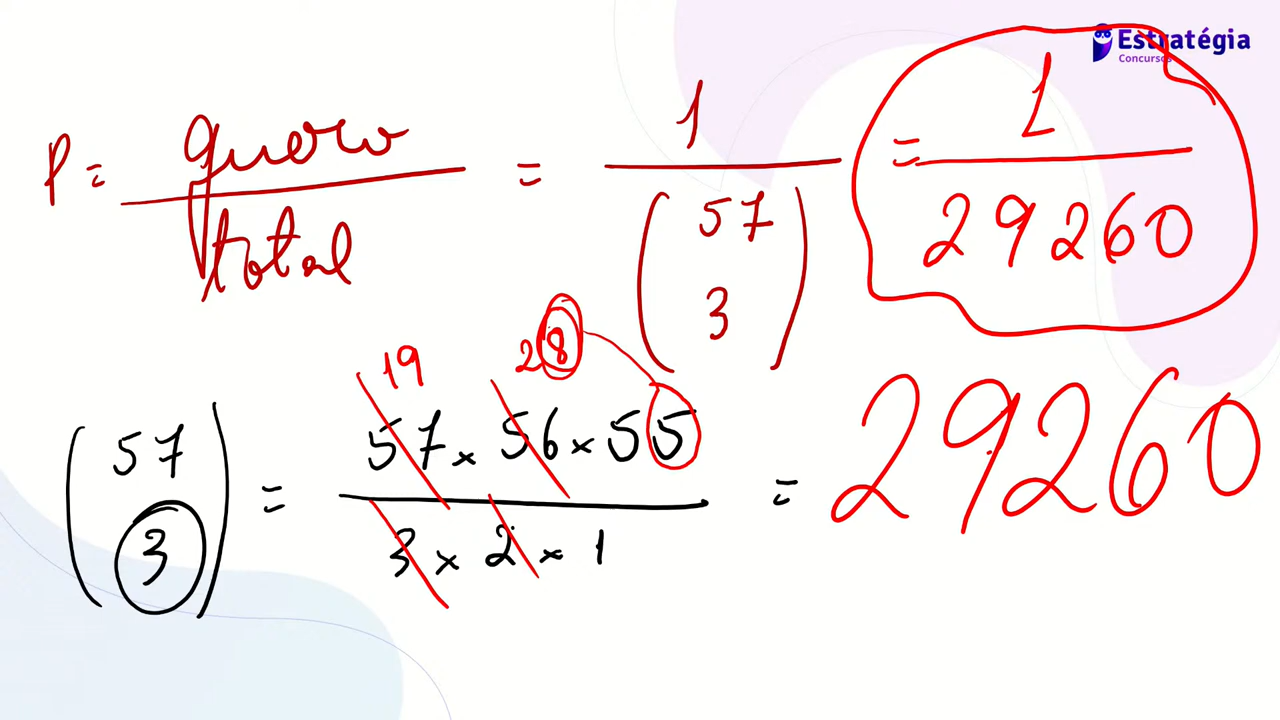 Estratégia
Concursos
P = quero / total = 1 / (57 3) = 1 / 29260
19 28
(57 3) = 57 x 56 x 55 / 3 x 2 x 1 = 29260